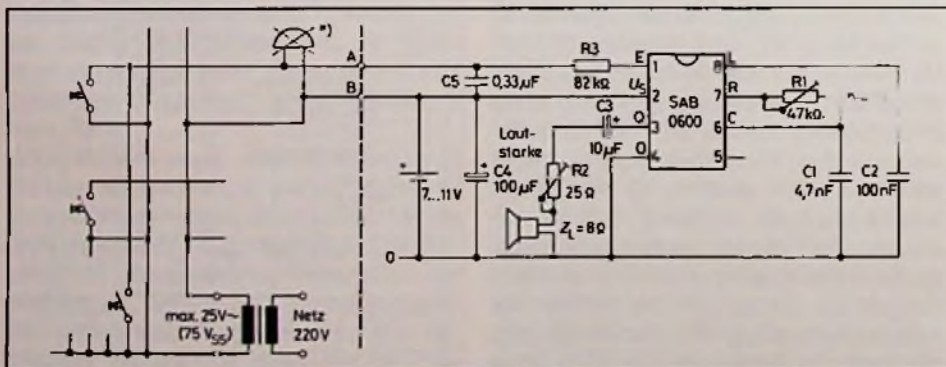 *)
A
B
C5
0,33µF
R3
82kΩ
E
1
U_S
2
Q
3
O
4
SAB
0600
L
8
R
7
C
6
5
R1
47kΩ
C3
+
10µF
Laut-
stärke
R2
25Ω
Z_L = 8Ω
7...11V
+
C4
100µF
C1
4,7nF
C2
100nF
0
max. 25V~
(75 V_SS)
Netz
220V